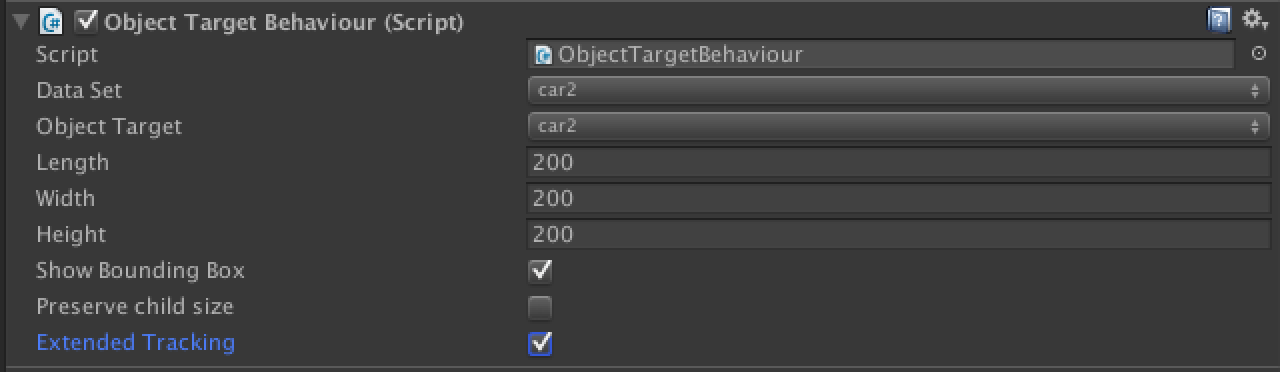 Object Target Behaviour (Script)
Script ObjectTargetBehaviour
Data Set car2
Object Target car2
Length 200
Width 200
Height 200
Show Bounding Box
Preserve child size
Extended Tracking